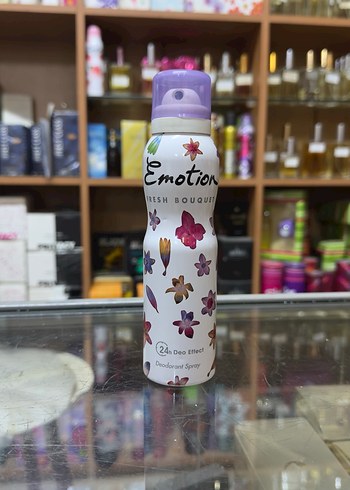 Emotion
FRESH BOUQUET
24h Deo Effect
Deodorant Spray